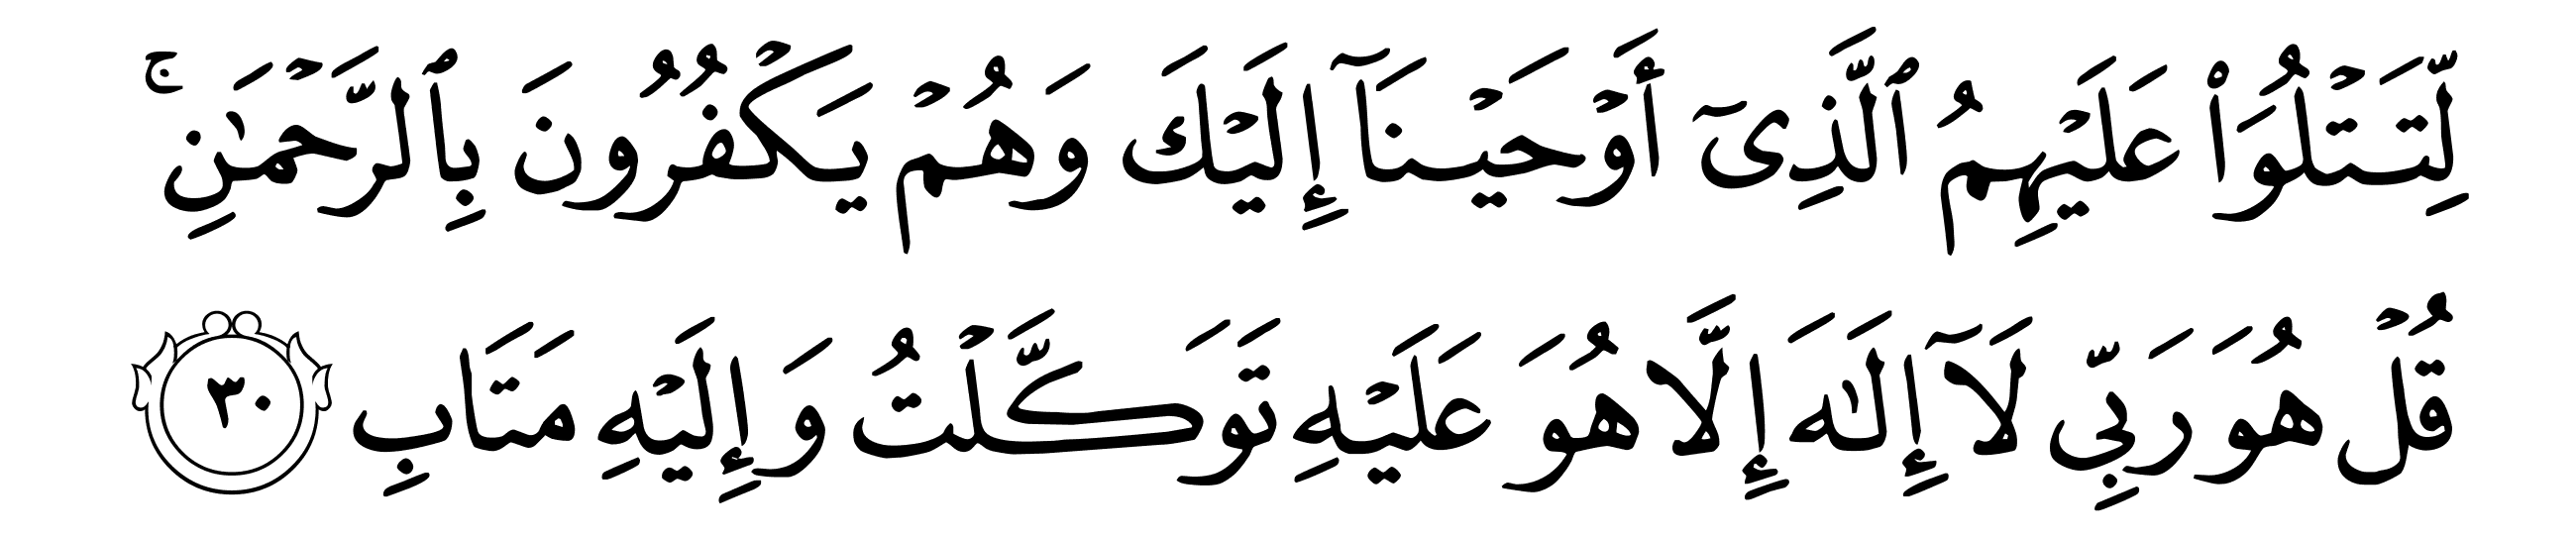 لِّتَتۡلُوَاْ عَلَيۡهِمُ ٱلَّذِيٓ أَوۡحَيۡنَآ إِلَيۡكَ وَهُمۡ يَكۡفُرُونَ بِٱلرَّحۡمَٰنِۚ
قُلۡ هُوَ رَبِّي لَآ إِلَٰهَ إِلَّا هُوَ عَلَيۡهِ تَوَكَّلۡتُ وَإِلَيۡهِ مَتَابِ ٣٠